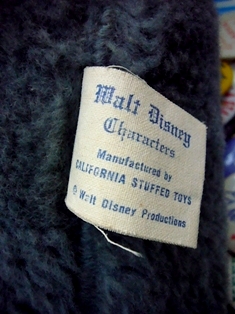 Walt Disney
Characters
Manufactured by
CALIFORNIA STUFFED TOYS
© Walt Disney Productions